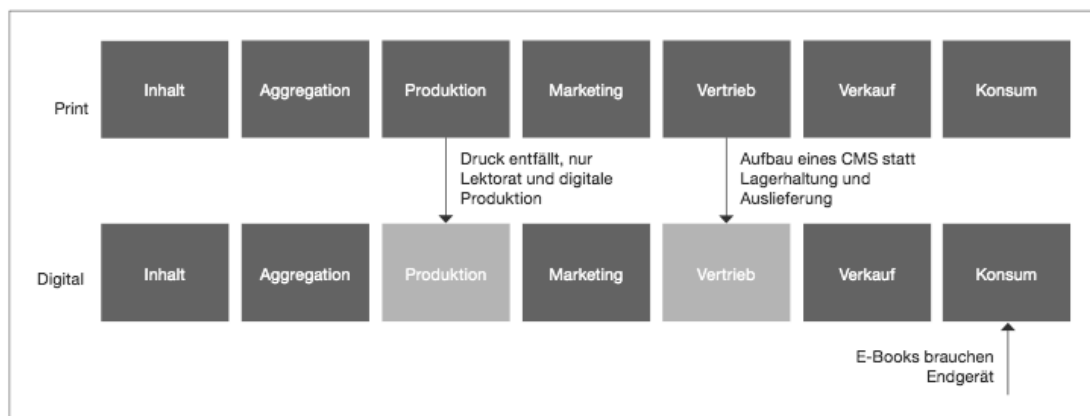 Print
Inhalt
Aggregation
Produktion
Marketing
Vertrieb
Verkauf
Konsum
Druck entfällt, nur
Lektorat und digitale
Produktion
Aufbau eines CMS statt
Lagerhaltung und
Auslieferung
Digital
Inhalt
Aggregation
Produktion
Marketing
Vertrieb
Verkauf
Konsum
E-Books brauchen
Endgerät